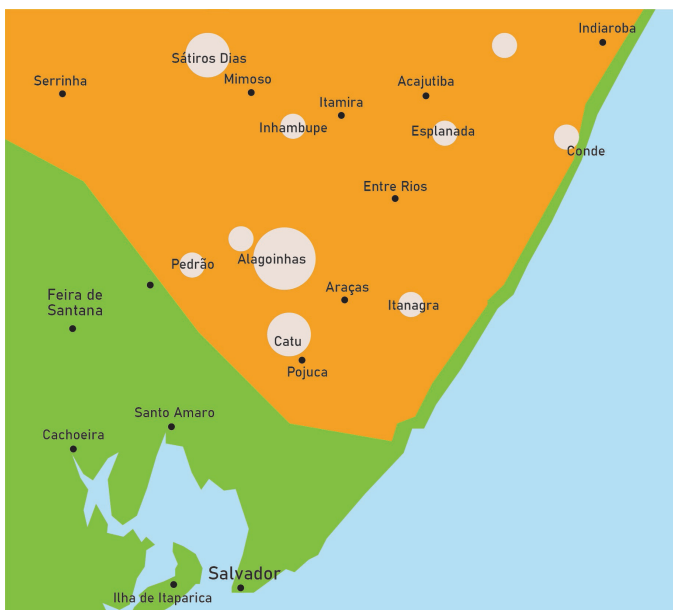 Indiaroba
Sátiros Dias
Serrinha
Mimoso
Acajutiba
Itamira
Inhambupe
Esplanada
Conde
Entre Rios
Pedrão
Alagoinhas
Feira de
Santana
Araças
Itanagra
Catu
Pojuca
Santo Amaro
Cachoeira
Salvador
Ilha de Itaparica